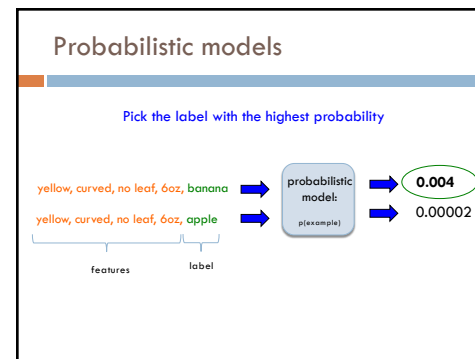 Probabilistic models
Pick the label with the highest probability
yellow, curved, no leaf, 6oz, banana
yellow, curved, no leaf, 6oz, apple
features
label
probabilistic
model:
p(example)
0.004
0.00002